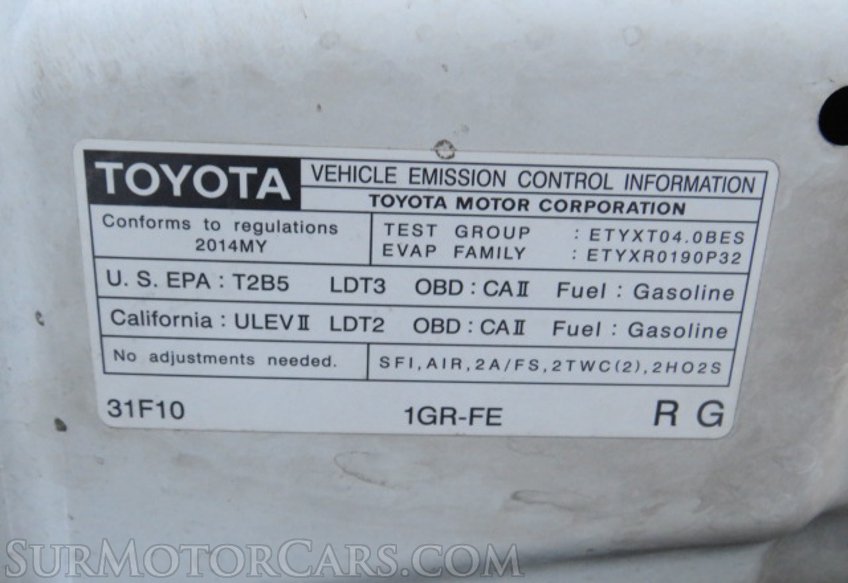 TOYOTA VEHICLE EMISSION CONTROL INFORMATION
TOYOTA MOTOR CORPORATION
Conforms to regulations
2014MY
TEST GROUP : ETYXT04.0BES
EVAP FAMILY : ETYXR0190P32
U. S. EPA : T2B5 LDT3 OBD : CAⅡ Fuel : Gasoline
California : ULEVⅡ LDT2 OBD : CAⅡ Fuel : Gasoline
No adjustments needed. SFI,AIR,2A/FS,2TWC(2),2HO2S
31F10 1GR-FE R G
SURMOTORCARS.COM